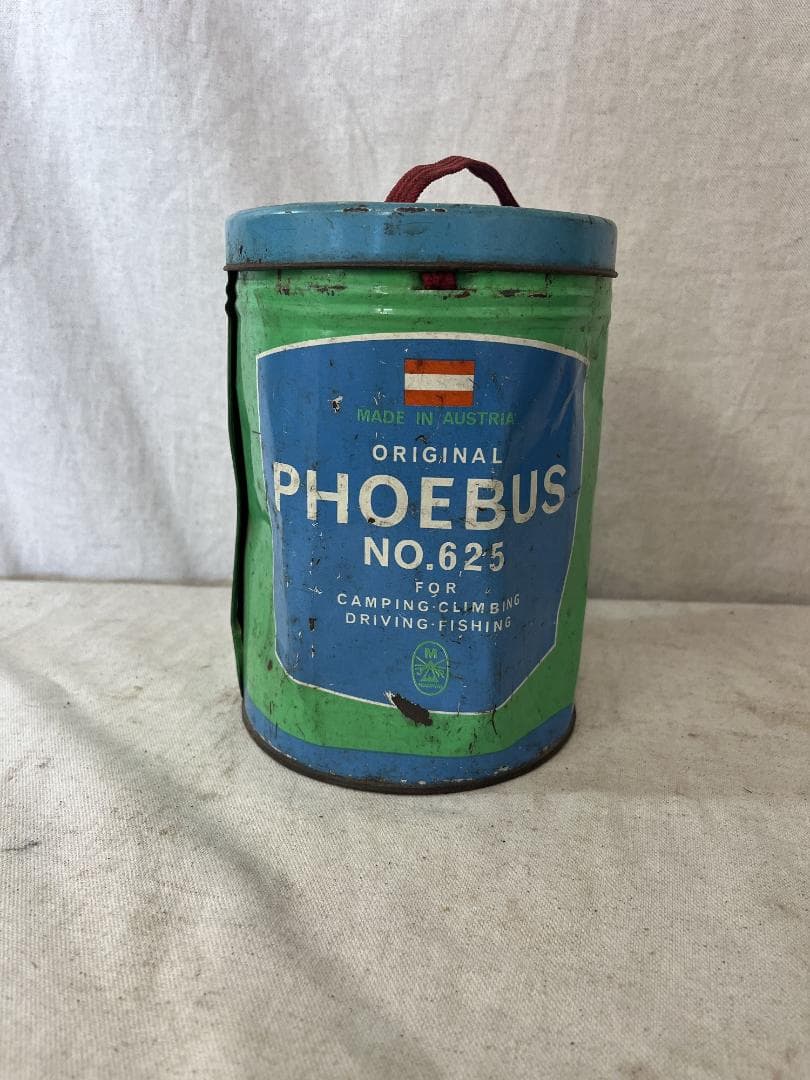 MADE IN AUSTRIA
ORIGINAL
PHOEBUS
NO.625
FOR
CAMPING·CLIMBING
DRIVING·FISHING
M
J R